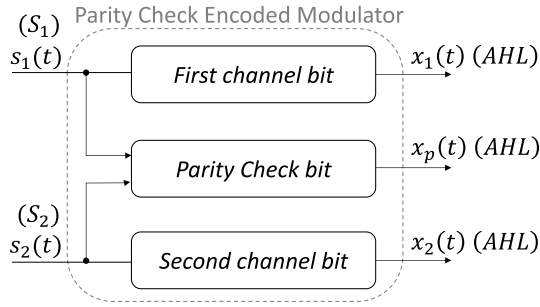 Parity Check Encoded Modulator
(S₁)
s₁(t)
First channel bit
x₁(t) (AHL)
Parity Check bit
xₚ(t) (AHL)
(S₂)
s₂(t)
Second channel bit
x₂(t) (AHL)